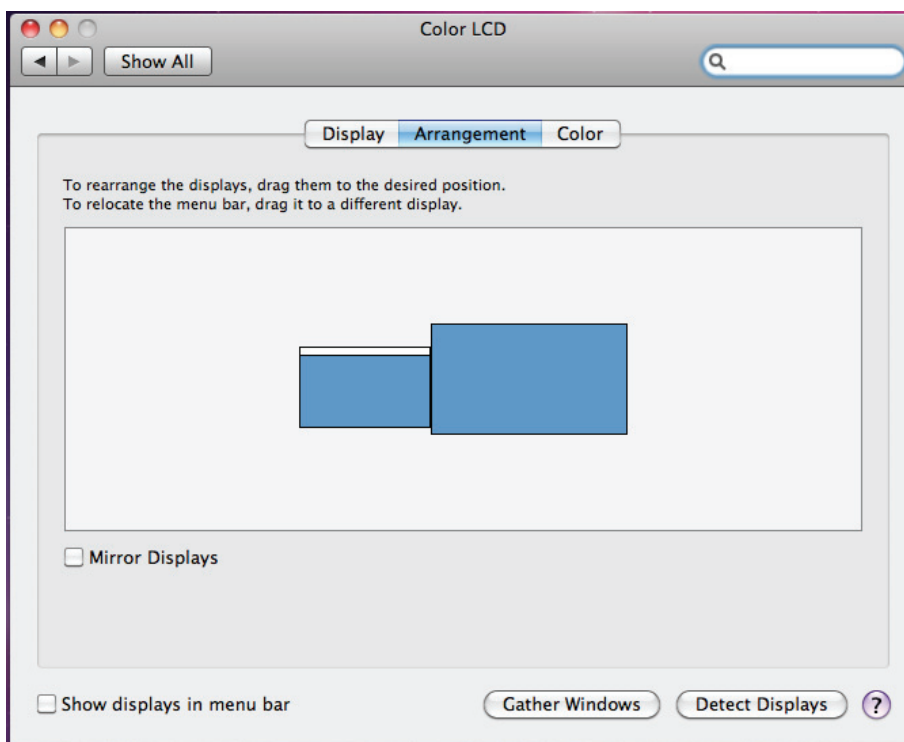 Color LCD
Show All
Display Arrangement Color
To rearrange the displays, drag them to the desired position.
To relocate the menu bar, drag it to a different display.
Mirror Displays
Show displays in menu bar Gather Windows Detect Displays ?